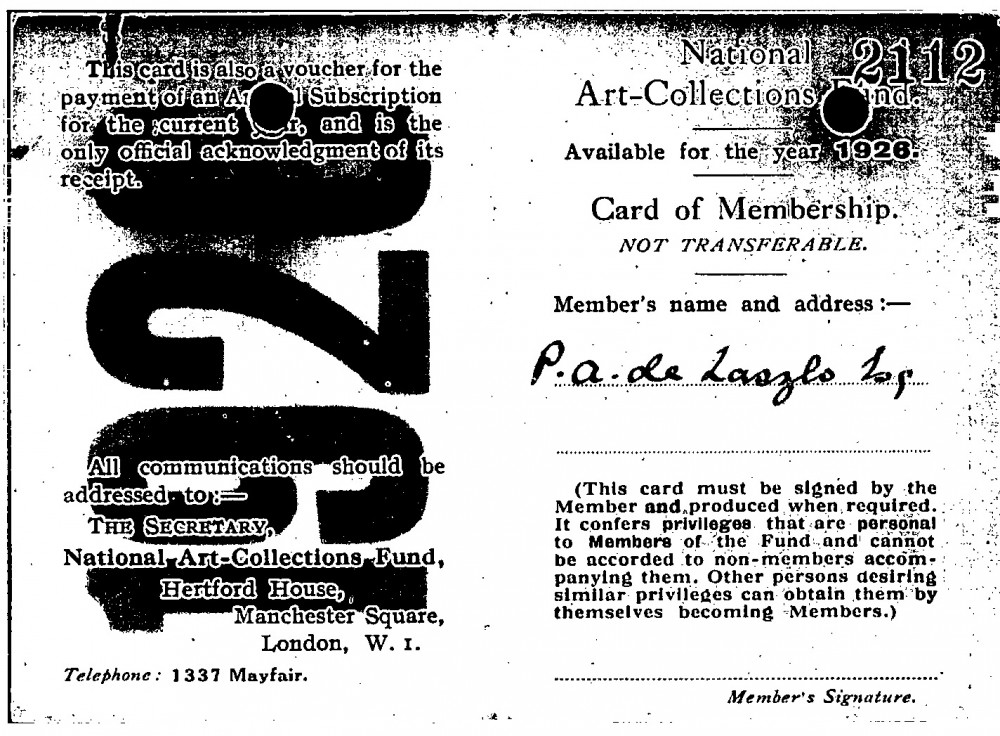 This card is also a voucher for the
payment of an Annual Subscription
for the current year, and is the
only official acknowledgment of its
receipt.
1926
All communications should be
addressed to :—
THE SECRETARY,
National Art-Collections Fund,
Hertford House,
Manchester Square,
London, W. 1.
Telephone : 1337 Mayfair.
2112
National
Art-Collections Fund.
Available for the year 1926.
Card of Membership.
NOT TRANSFERABLE.
Member's name and address :—
P. A. de Laszlo Esq
(This card must be signed by the
Member and produced when required.
It confers privileges that are personal
to Members of the Fund and cannot
be accorded to non-members accom-
panying them. Other persons desiring
similar privileges can obtain them by
themselves becoming Members.)
Member's Signature.